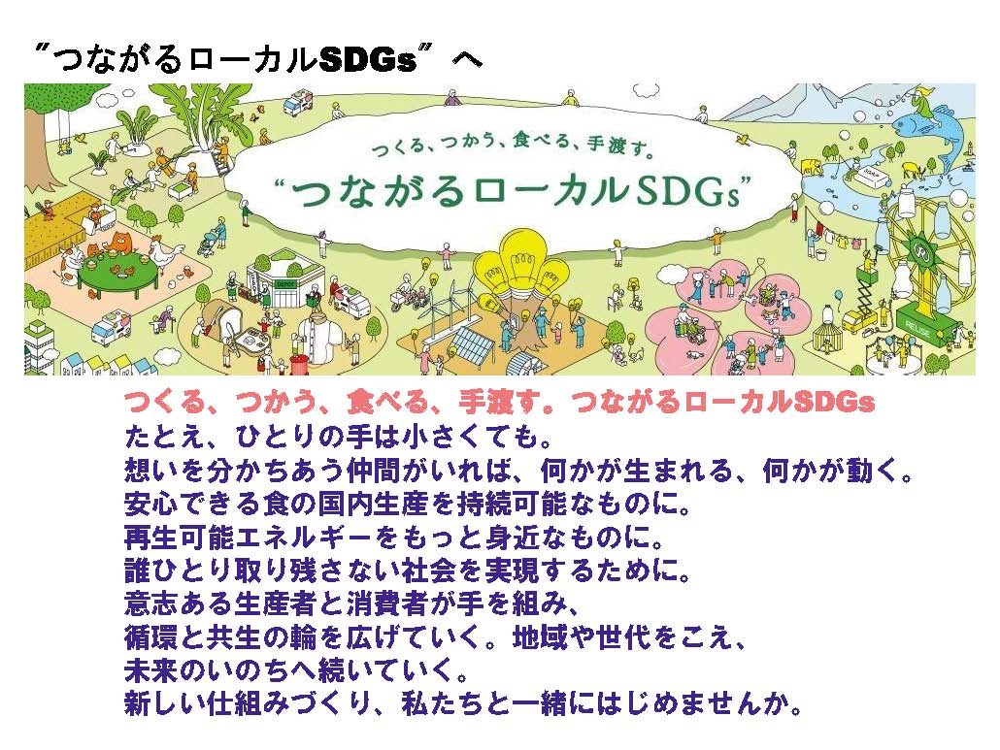 "つながるローカルSDGs" へ
つくる、つかう、食べる、手渡す。
“つながるローカルSDGs”
DEPOT
REUSE
つくる、つかう、食べる、手渡す。つながるローカルSDGs
たとえ、ひとりの手は小さくても。
想いを分かちあう仲間がいれば、何かが生まれる、何かが動く。
安心できる食の国内生産を持続可能なものに。
再生可能エネルギーをもっと身近なものに。
誰ひとり取り残さない社会を実現するために。
意志ある生産者と消費者が手を組み、
循環と共生の輪を広げていく。地域や世代をこえ、
未来のいのちへ続いていく。
新しい仕組みづくり、私たちと一緒にはじめませんか。